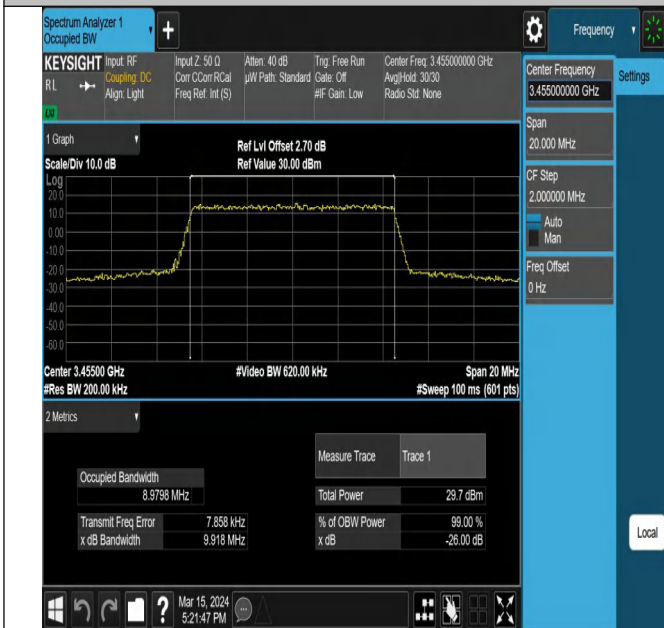 Spectrum Analyzer 1
Occupied BW
+
Frequency
KEYSIGHT
RL
LXI
Input: RF
Coupling: DC
Align: Light
Input Z: 50 Ω
Corr CCorr RCal
Freq Ref: Int (S)
Atten: 40 dB
µW Path: Standard
Trig: Free Run
Gate: Off
#IF Gain: Low
Center Freq: 3.455000000 GHz
Avg|Hold: 30/30
Radio Std: None
Center Frequency
3.455000000 GHz
Settings
Span
20.000 MHz
CF Step
2.000000 MHz
Auto
Man
Freq Offset
0 Hz
1 Graph
Scale/Div 10.0 dB
Ref Lvl Offset 2.70 dB
Ref Value 30.00 dBm
Log
20.0
10.0
0.00
-10.0
-20.0
-30.0
-40.0
-50.0
-60.0
Center 3.45500 GHz
#Res BW 200.00 kHz
#Video BW 620.00 kHz
Span 20 MHz
#Sweep 100 ms (601 pts)
2 Metrics
Measure Trace
Trace 1
Occupied Bandwidth
8.9798 MHz
Total Power
29.7 dBm
Transmit Freq Error
7.858 kHz
% of OBW Power
99.00 %
x dB Bandwidth
9.918 MHz
x dB
-26.00 dB
Local
?
Mar 15, 2024
5:21:47 PM